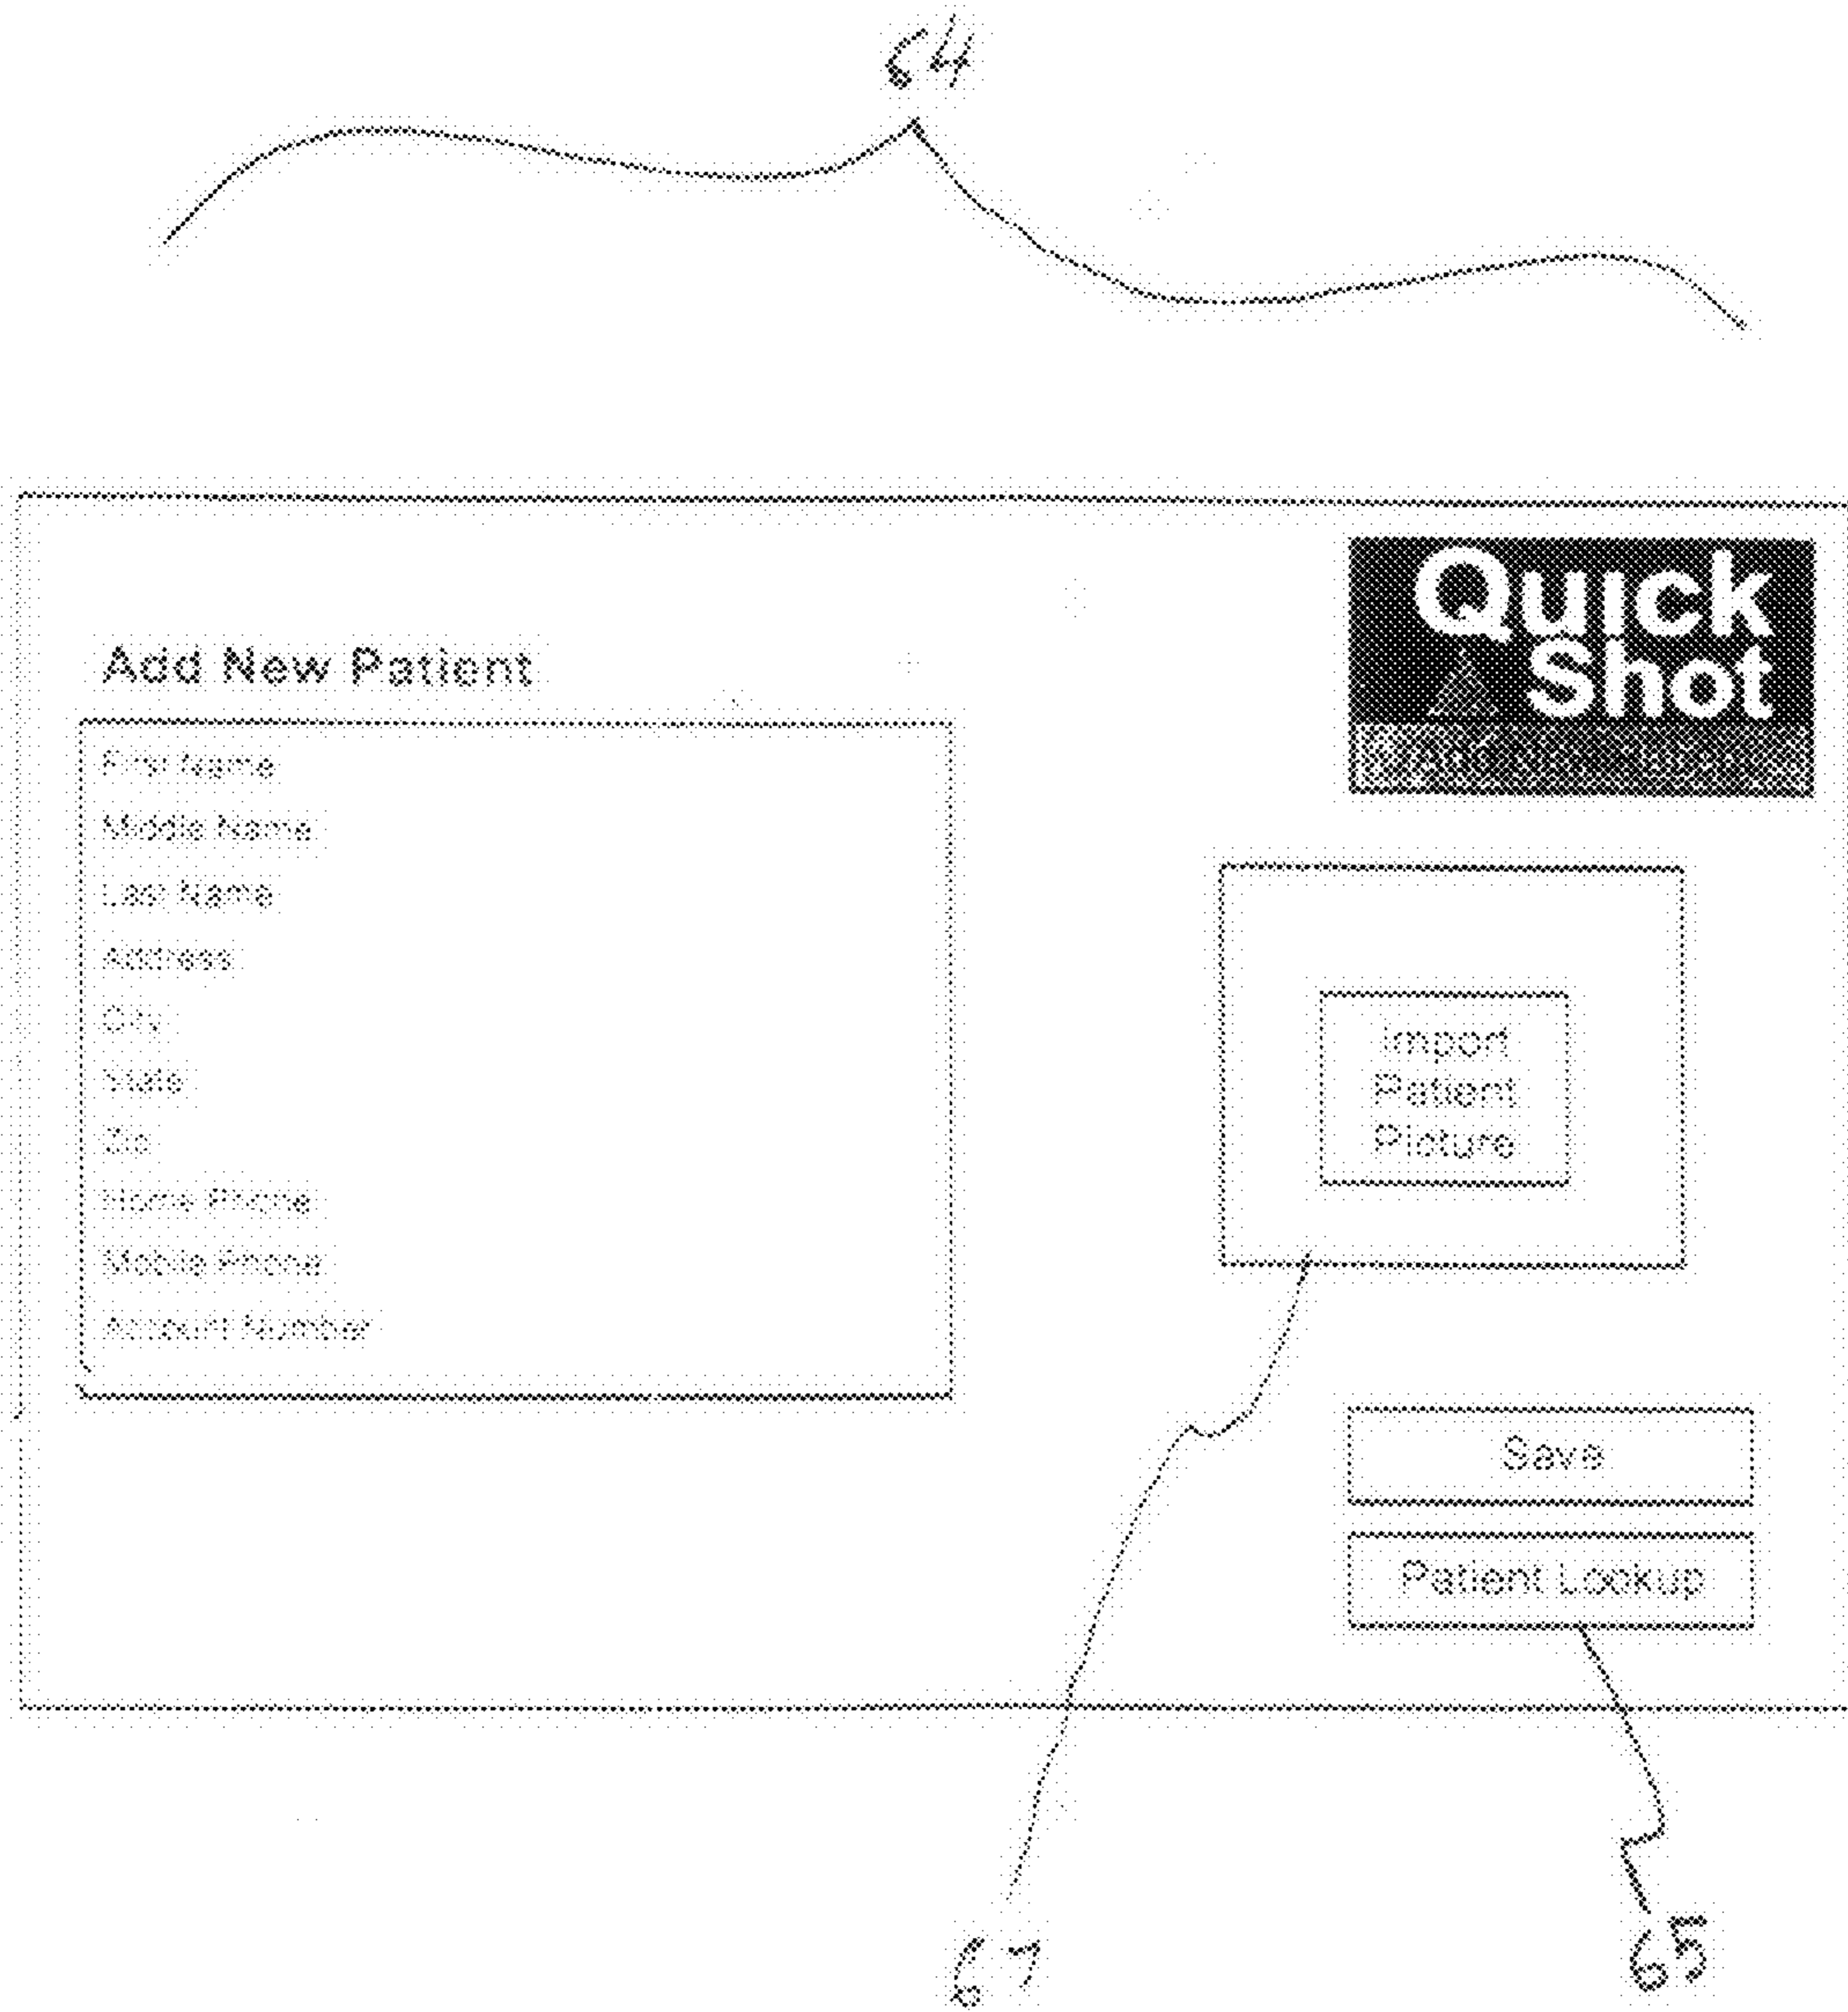 64
Quick
Shot
Add New Patient
First Name
Middle Name
Last Name
Address
City
State
Zip
Home Phone
Mobile Phone
Account Number
Import
Patient
Picture
Save
Patient Lookup
67
65